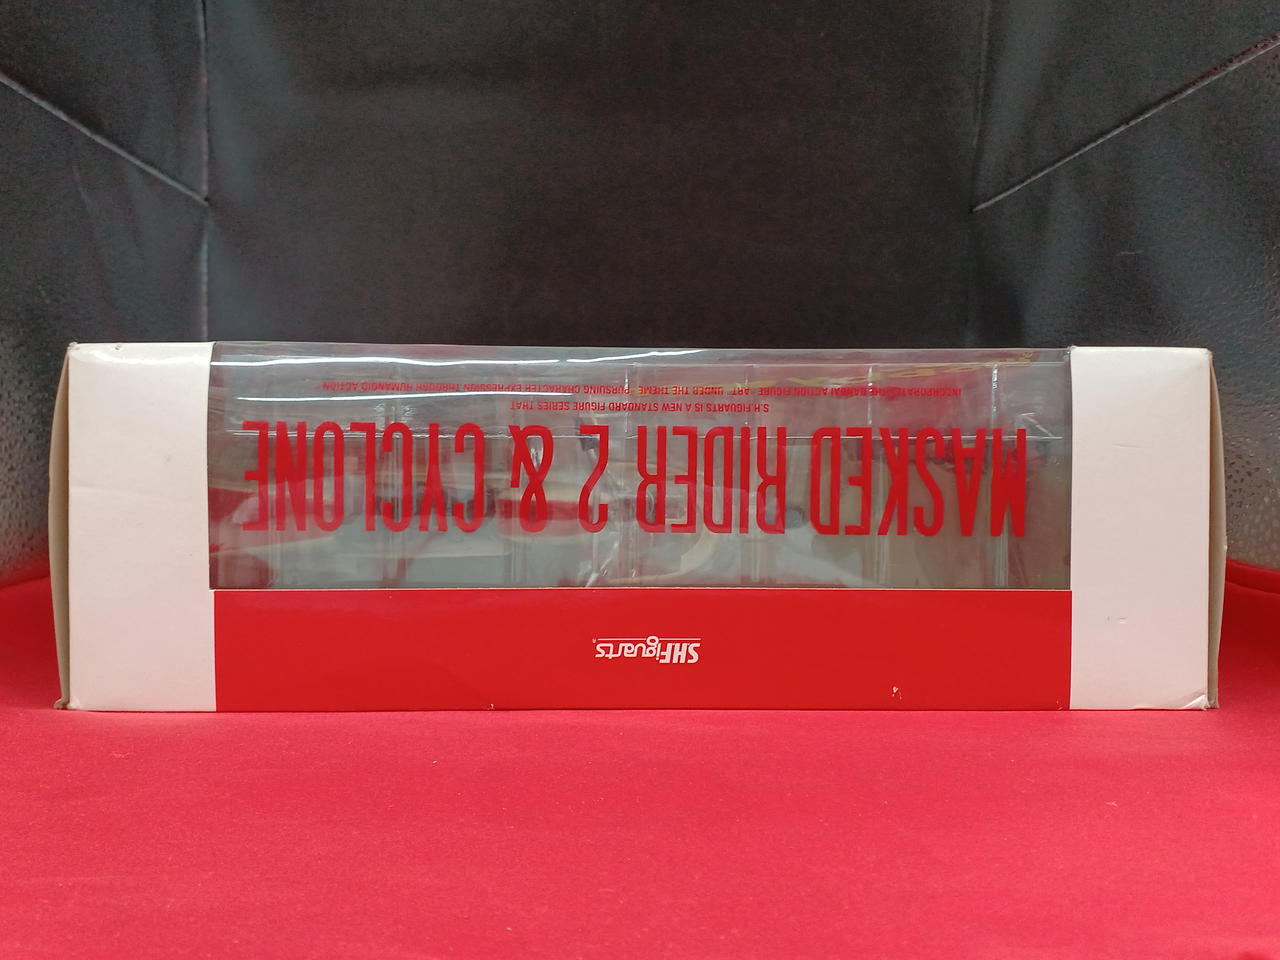 SHFiguarts®
MASKED RIDER 2 & CYCLONE
S.H.FIGUARTS IS A NEW STANDARD FIGURE SERIES THAT
INCORPORATES THE BANDAI ACTION FIGURE "ART" UNDER THE THEME "PURSUING CHARACTER EXPRESSION THROUGH HUMANOID ACTION"